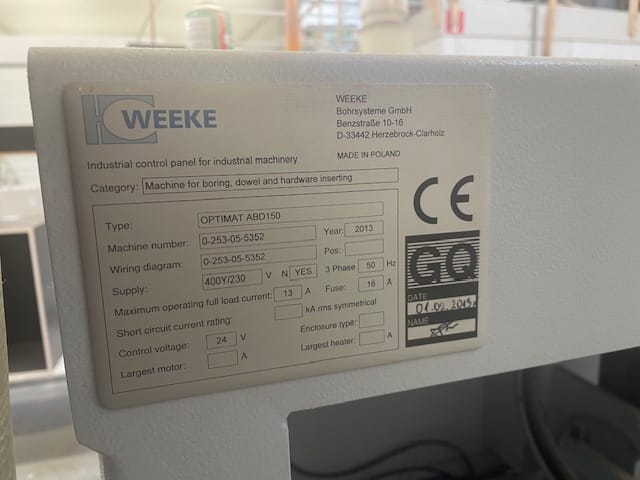 WEEKE
WEEKE
Bohrsysteme GmbH
Benzstraße 10-16
D-33442 Herzebrock-Clarholz
MADE IN POLAND
Industrial control panel for industrial machinery
Category: Machine for boring, dowel and hardware inserting
Type: OPTIMAT ABD150
Machine number: 0-253-05-5352 Year: 2013
Wiring diagram: 0-253-05-5352 Pos:
Supply: 400Y/230 V N YES 3 Phase 50 Hz
Maximum operating full load current: 13 A Fuse: 16 A
Short circuit current rating: kA rms symmetrical
Control voltage: 24 V Enclosure type:
Largest motor: A Largest heater: A
CE
GQ
DATE
01.02.2013
NAME